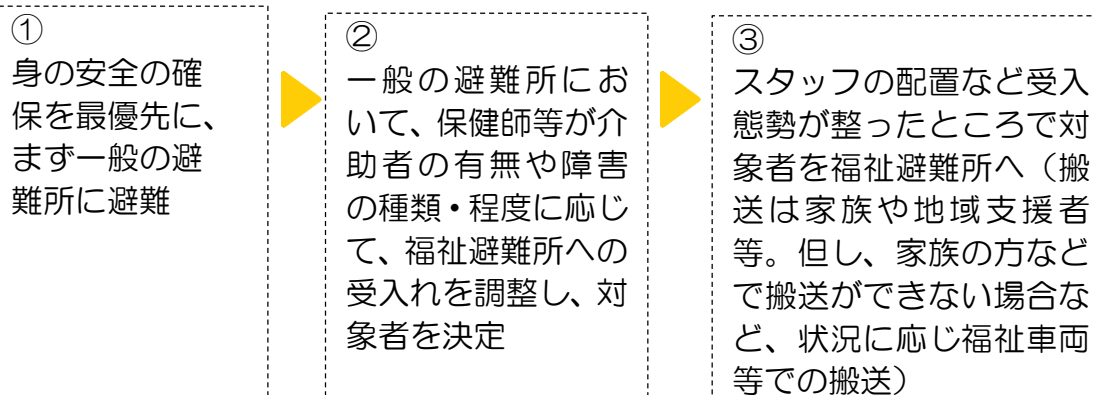 ①
身の安全の確
保を最優先に、
まず一般の避
難所に避難
②
一般の避難所にお
いて、保健師等が介
助者の有無や障害
の種類・程度に応じ
て、福祉避難所への
受入れを調整し、対
象者を決定
③
スタッフの配置など受入
態勢が整ったところで対
象者を福祉避難所へ（搬
送は家族や地域支援者
等。但し、家族の方など
で搬送ができない場合な
ど、状況に応じ福祉車両
等での搬送）